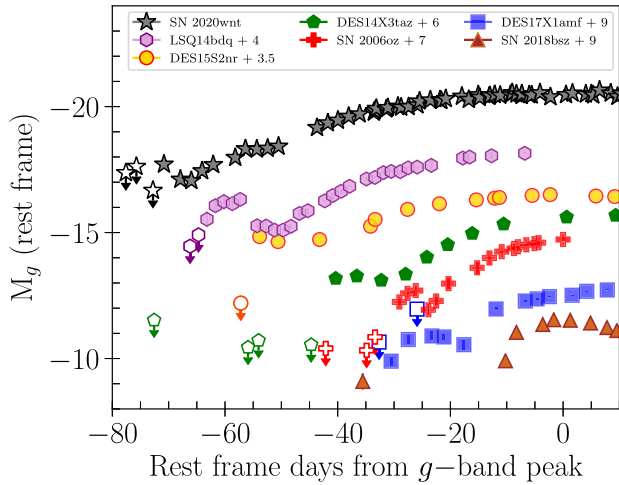 SN 2020wnt
LSQ14bdq + 4
DES15S2nr + 3.5
DES14X3taz + 6
SN 2006oz + 7
DES17X1amf + 9
SN 2018bsz + 9
−20
−15
−10
M_g (rest frame)
−80 −60 −40 −20 0
Rest frame days from g−band peak